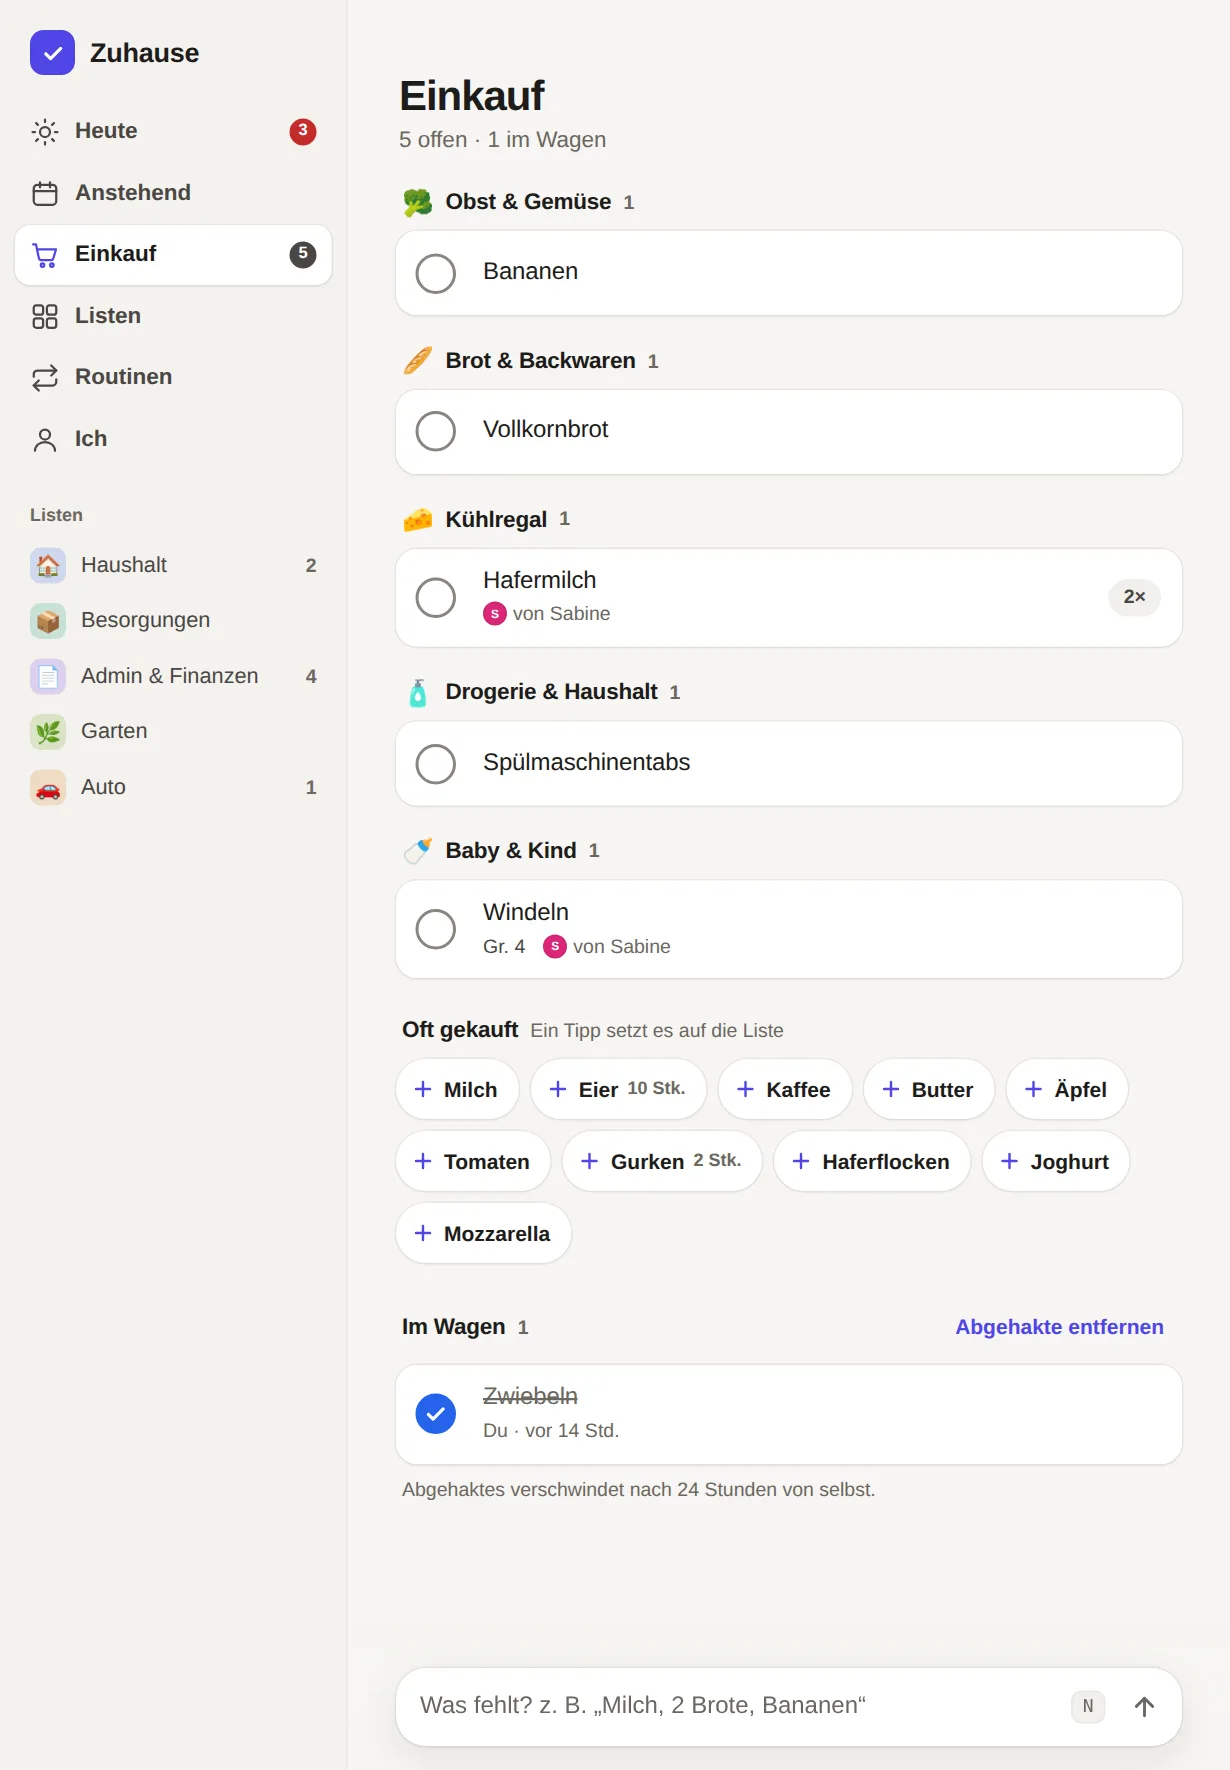 Zuhause
Heute 3
Anstehend
Einkauf 5
Listen
Routinen
Ich
Listen
Haushalt 2
Besorgungen
Admin & Finanzen 4
Garten
Auto 1
Einkauf
5 offen · 1 im Wagen
Obst & Gemüse 1
Bananen
Brot & Backwaren 1
Vollkornbrot
Kühlregal 1
Hafermilch
S von Sabine
2×
Drogerie & Haushalt 1
Spülmaschinentabs
Baby & Kind 1
Windeln
Gr. 4 S von Sabine
Oft gekauft Ein Tipp setzt es auf die Liste
+ Milch + Eier 10 Stk. + Kaffee + Butter + Äpfel
+ Tomaten + Gurken 2 Stk. + Haferflocken + Joghurt
+ Mozzarella
Im Wagen 1 Abgehakte entfernen
Zwiebeln
Du · vor 14 Std.
Abgehaktes verschwindet nach 24 Stunden von selbst.
Was fehlt? z. B. „Milch, 2 Brote, Bananen“ N